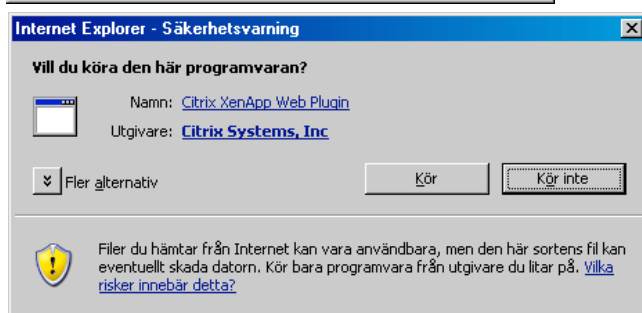 Internet Explorer - Säkerhetsvarning
Vill du köra den här programvaran?
Namn: Citrix XenApp Web Plugin
Utgivare: Citrix Systems, Inc
Fler alternativ
Kör
Kör inte
Filer du hämtar från Internet kan vara användbara, men den här sortens fil kan
eventuellt skada datorn. Kör bara programvara från utgivare du litar på. Vilka
risker innebär detta?